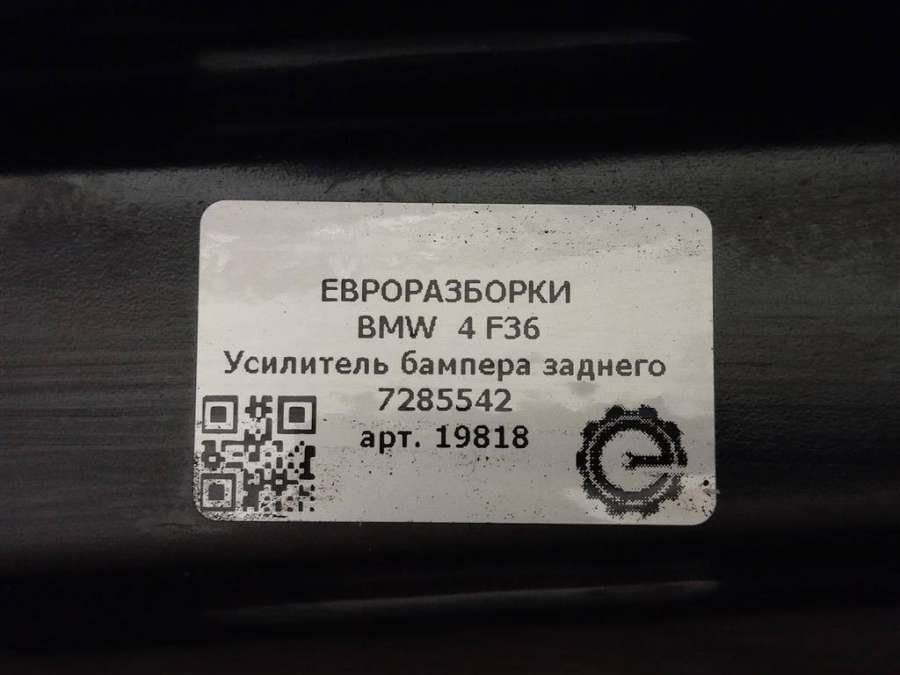 ЕВРОРАЗБОРКИ
BMW 4 F36
Усилитель бампера заднего
7285542
арт. 19818